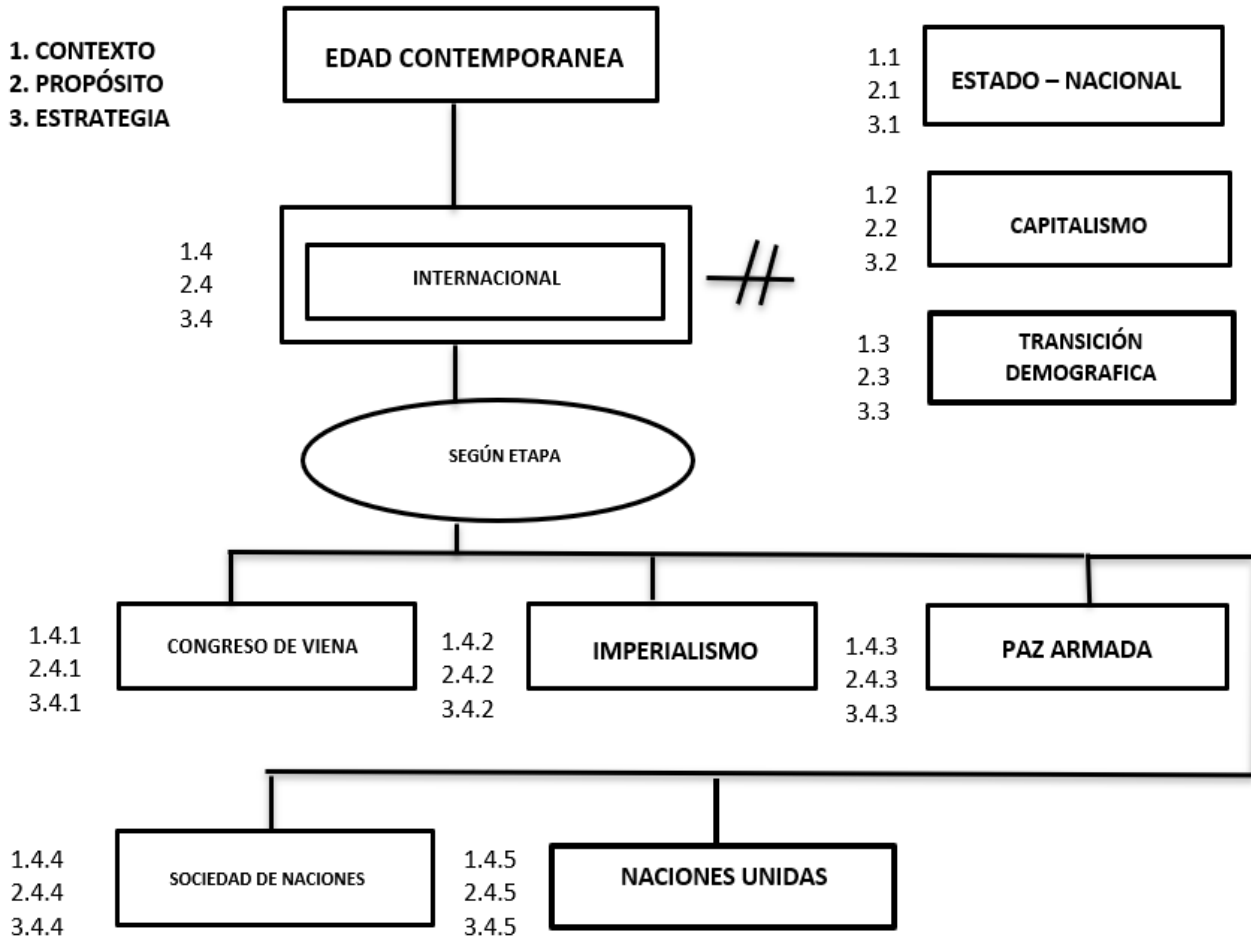 1. CONTEXTO
2. PROPÓSITO
3. ESTRATEGIA
EDAD CONTEMPORANEA
1.1
2.1
3.1
ESTADO – NACIONAL
1.2
2.2
3.2
CAPITALISMO
1.4
2.4
3.4
INTERNACIONAL
1.3
2.3
3.3
TRANSICIÓN
DEMOGRAFICA
SEGÚN ETAPA
1.4.1
2.4.1
3.4.1
CONGRESO DE VIENA
1.4.2
2.4.2
3.4.2
IMPERIALISMO
1.4.3
2.4.3
3.4.3
PAZ ARMADA
1.4.4
2.4.4
3.4.4
SOCIEDAD DE NACIONES
1.4.5
2.4.5
3.4.5
NACIONES UNIDAS